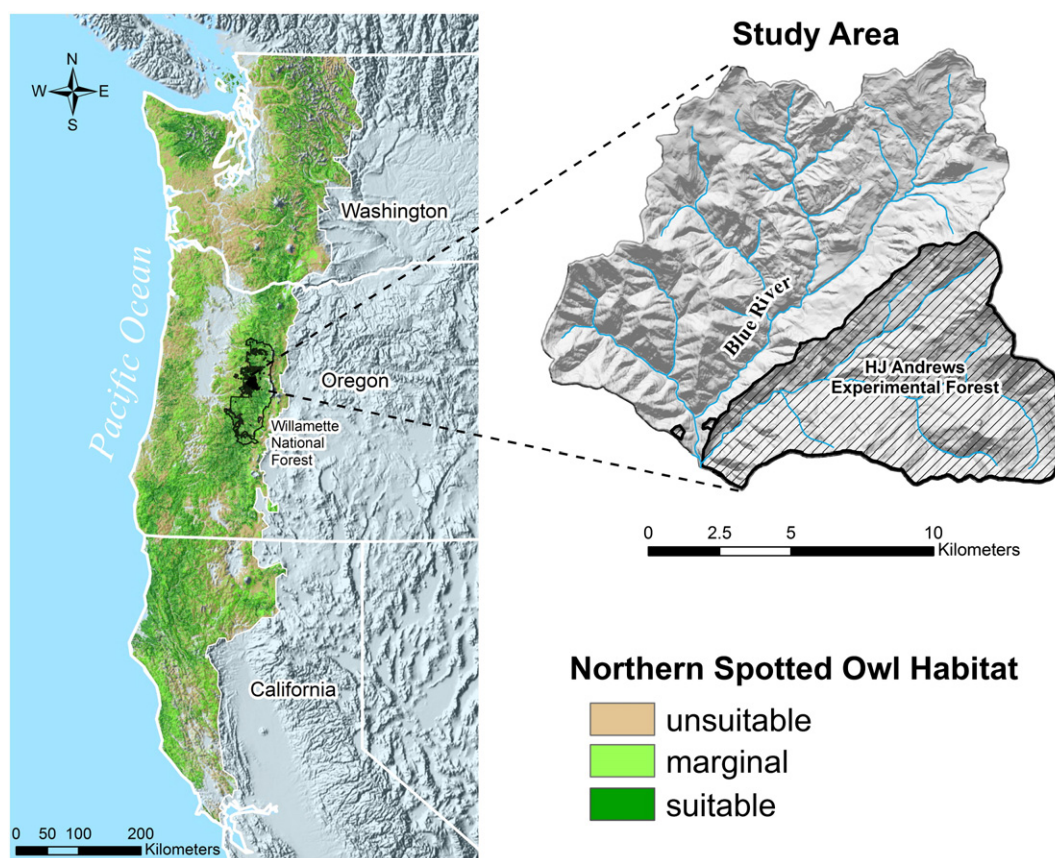 N
W E
S
Washington
Pacific Ocean
Oregon
Willamette
National
Forest
California
0 50 100 200
Kilometers
Study Area
Blue River
HJ Andrews
Experimental Forest
0 2.5 5 10
Kilometers
Northern Spotted Owl Habitat
unsuitable
marginal
suitable